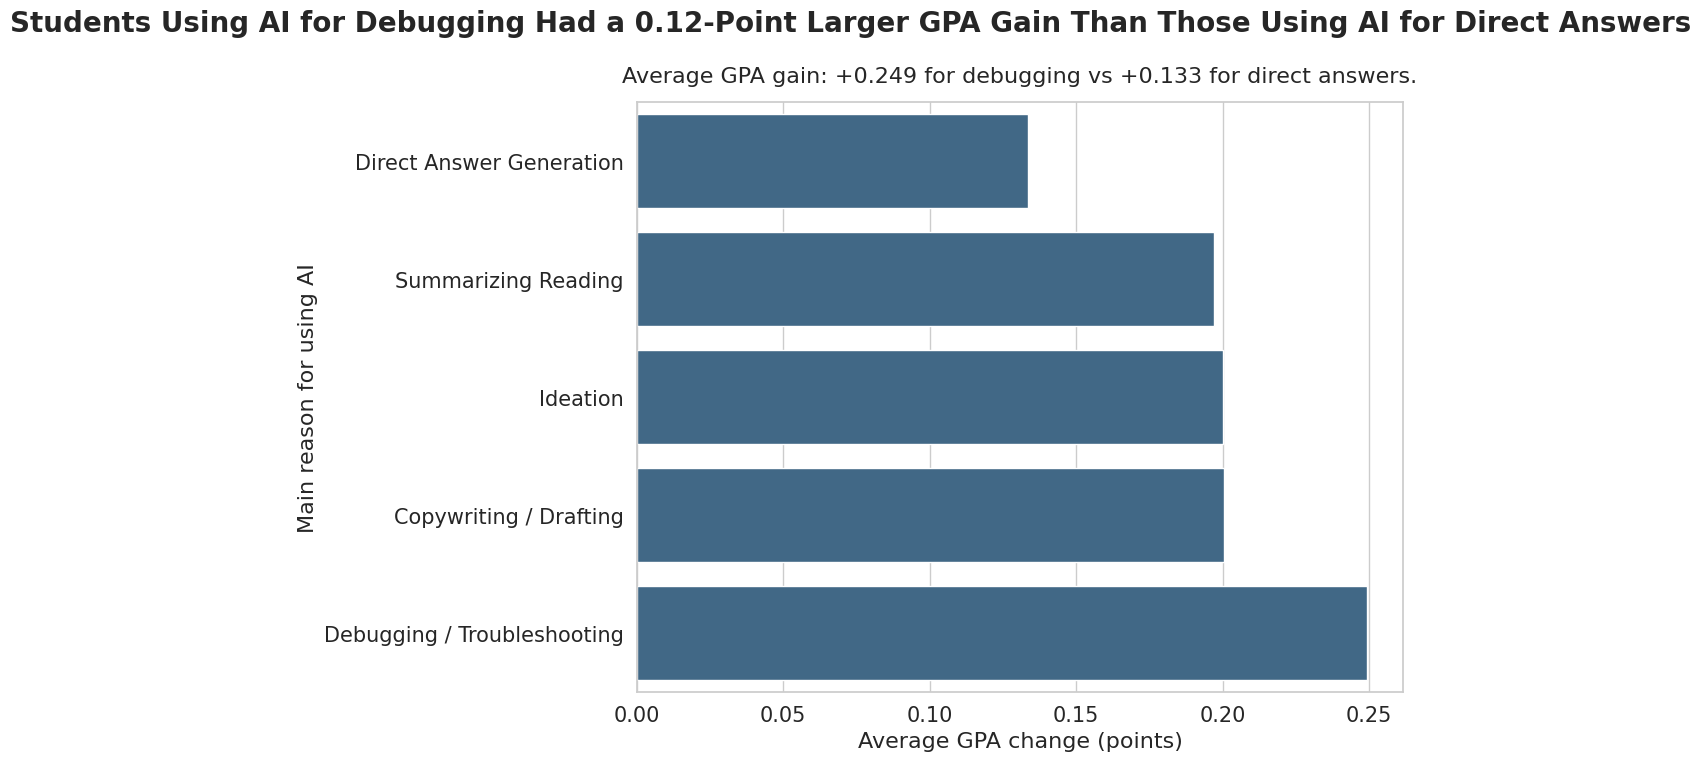 Students Using AI for Debugging Had a 0.12-Point Larger GPA Gain Than Those Using AI for Direct Answers
Average GPA gain: +0.249 for debugging vs +0.133 for direct answers.
Main reason for using AI
Direct Answer Generation
Summarizing Reading
Ideation
Copywriting / Drafting
Debugging / Troubleshooting
0.00 0.05 0.10 0.15 0.20 0.25
Average GPA change (points)